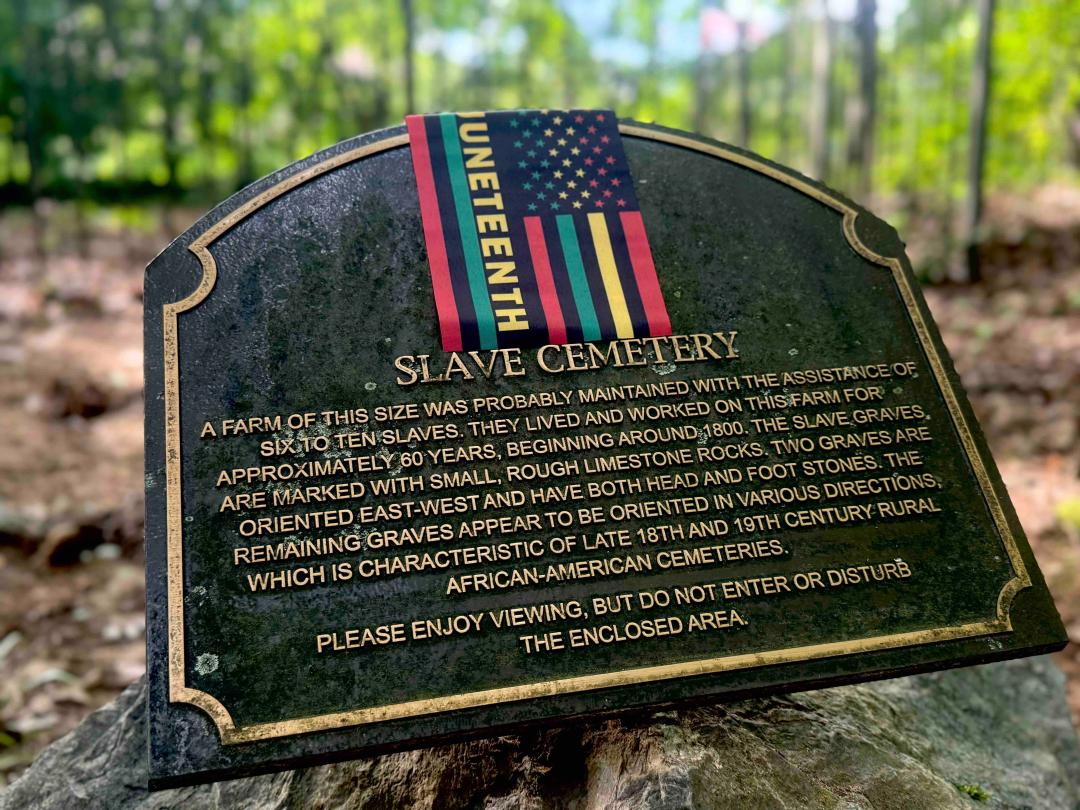 JUNETEENTH
SLAVE CEMETERY
A FARM OF THIS SIZE WAS PROBABLY MAINTAINED WITH THE ASSISTANCE OF
SIX TO TEN SLAVES. THEY LIVED AND WORKED ON THIS FARM FOR
APPROXIMATELY 60 YEARS, BEGINNING AROUND 1800. THE SLAVE GRAVES
ARE MARKED WITH SMALL, ROUGH LIMESTONE ROCKS. TWO GRAVES ARE
ORIENTED EAST-WEST AND HAVE BOTH HEAD AND FOOT STONES. THE
REMAINING GRAVES APPEAR TO BE ORIENTED IN VARIOUS DIRECTIONS,
WHICH IS CHARACTERISTIC OF LATE 18TH AND 19TH CENTURY RURAL
AFRICAN-AMERICAN CEMETERIES.
PLEASE ENJOY VIEWING, BUT DO NOT ENTER OR DISTURB
THE ENCLOSED AREA.